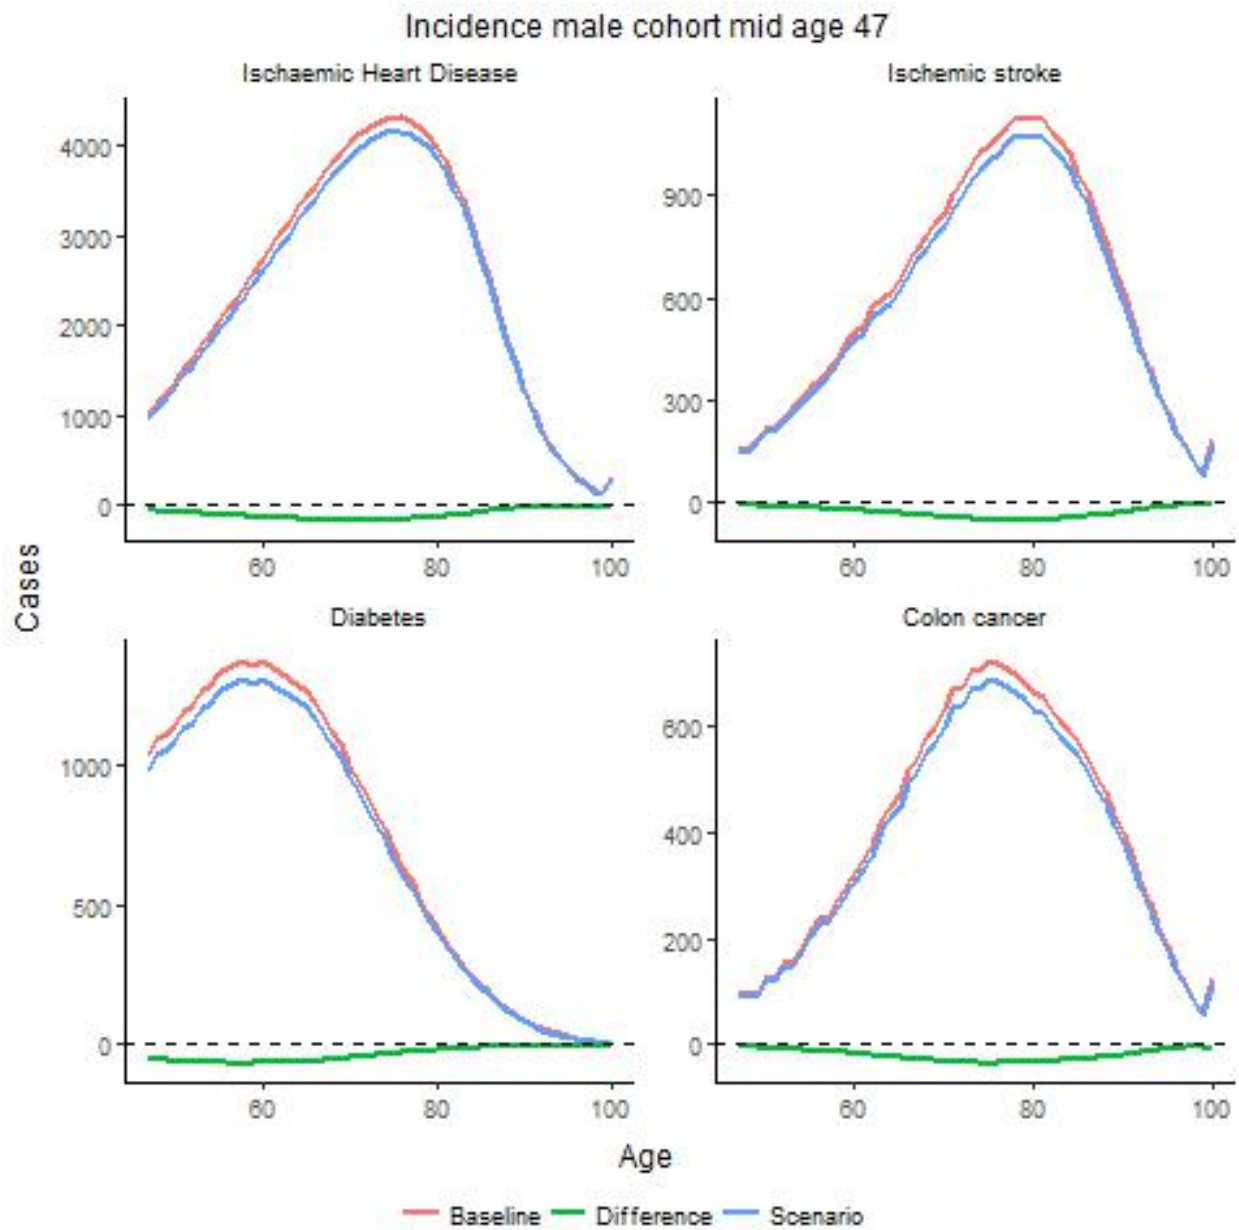 Incidence male cohort mid age 47
Ischaemic Heart Disease
4000
3000
2000
1000
0
60 80 100
Ischemic stroke
900
600
300
0
60 80 100
Cases
Diabetes
1000
500
0
60 80 100
Colon cancer
600
400
200
0
60 80 100
Age
Baseline Difference Scenario